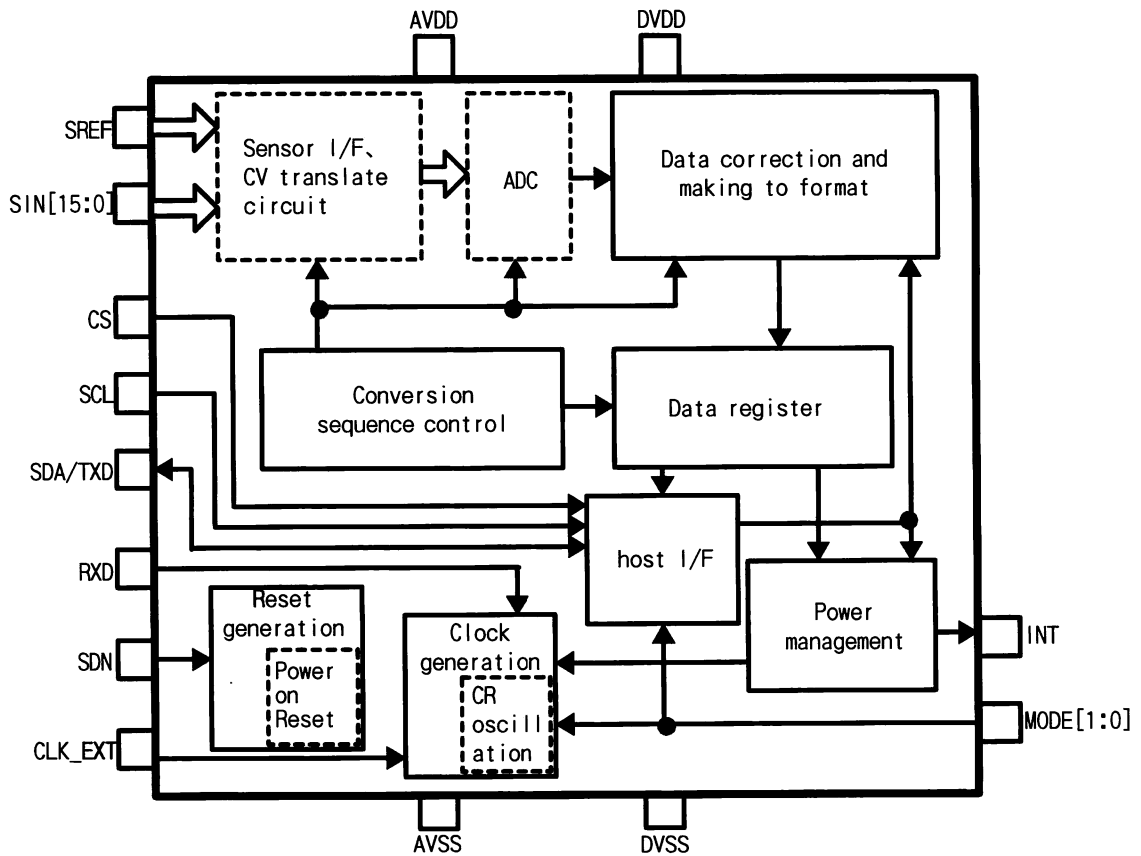 AVDD
DVDD
SREF
SIN[15:0]
Sensor I/F、
CV translate
circuit
ADC
Data correction and
making to format
CS
SCL
SDA/TXD
RXD
SDN
CLK_EXT
Conversion
sequence control
Data register
host I/F
Reset
generation
Power
on
Reset
Clock
generation
CR
oscill
ation
Power
management
INT
MODE[1:0]
AVSS
DVSS